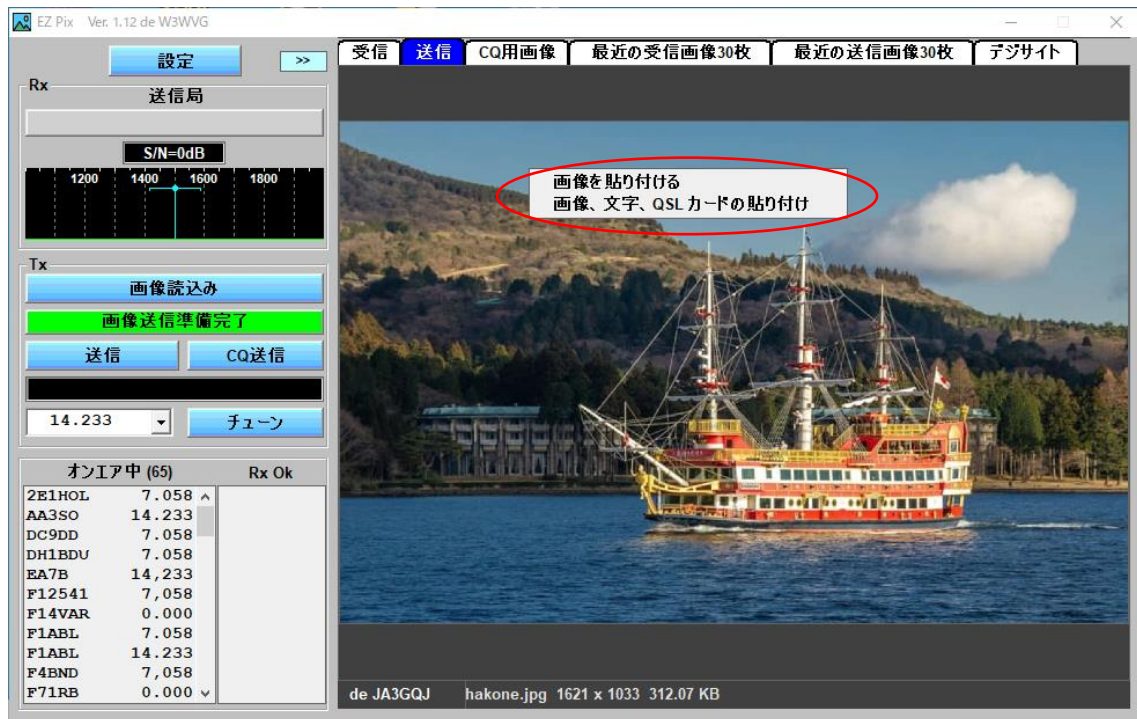 EZ Pix Ver. 1.12 de W3WVG
設定
>>
Rx
送信局
S/N=0dB
1200 1400 1600 1800
Tx
画像読込み
画像送信準備完了
送信 CQ送信
14.233 チューン
オンエア中 (65) Rx Ok
2E1HOL 7.058
AA3SO 14.233
DC9DD 7.058
DH1BDU 7.058
EA7B 14,233
F12541 7,058
F14VAR 0.000
F1ABL 7.058
F1ABL 14.233
F4BND 7,058
F71RB 0.000
受信 送信 CQ用画像 最近の受信画像30枚 最近の送信画像30枚 デジサイト
画像を貼り付ける
画像、文字、QSLカードの貼り付け
de JA3GQJ hakone.jpg 1621 x 1033 312.07 KB